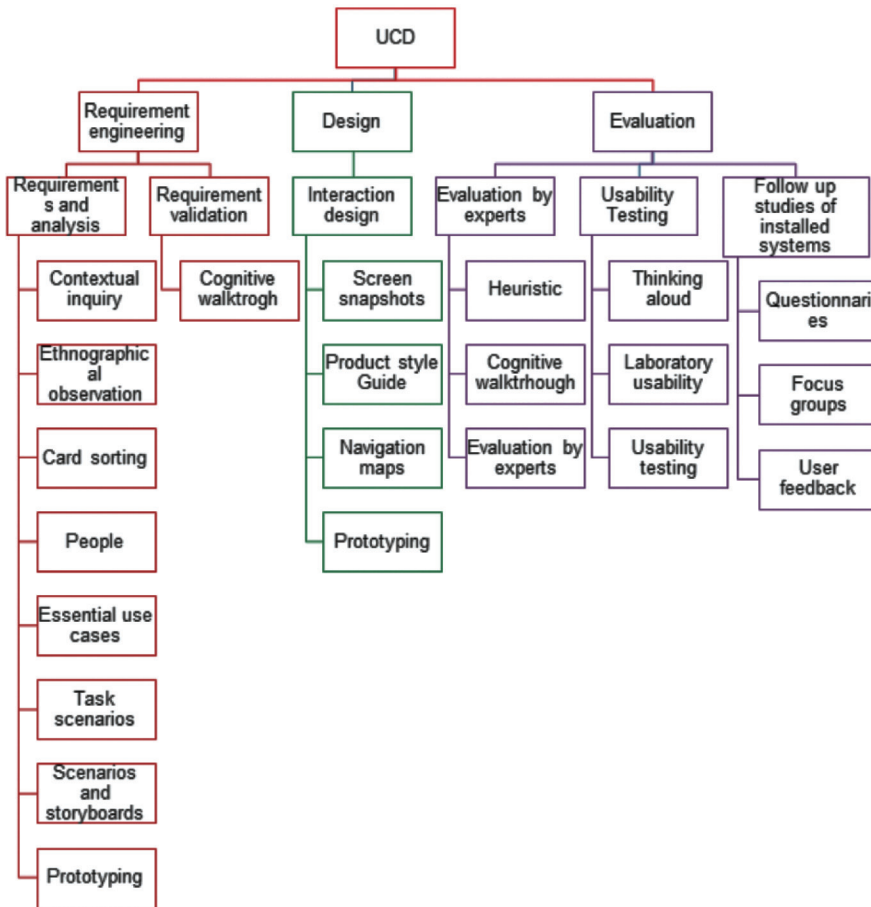 UCD
Requirement
engineering
Design
Evaluation
Requirement
s and
analysis
Requirement
validation
Interaction
design
Evaluation by
experts
Usability
Testing
Follow up
studies of
installed
systems
Contextual
inquiry
Cognitive
walktrogh
Screen
snapshots
Heuristic
Thinking
aloud
Questionnari
es
Ethnographic
al
observation
Product style
Guide
Cognitive
walktrhough
Laboratory
usability
Focus
groups
Card sorting
Navigation
maps
Evaluation by
experts
Usability
testing
User
feedback
People
Prototyping
Essential use
cases
Task
scenarios
Scenarios
and
storyboards
Prototyping